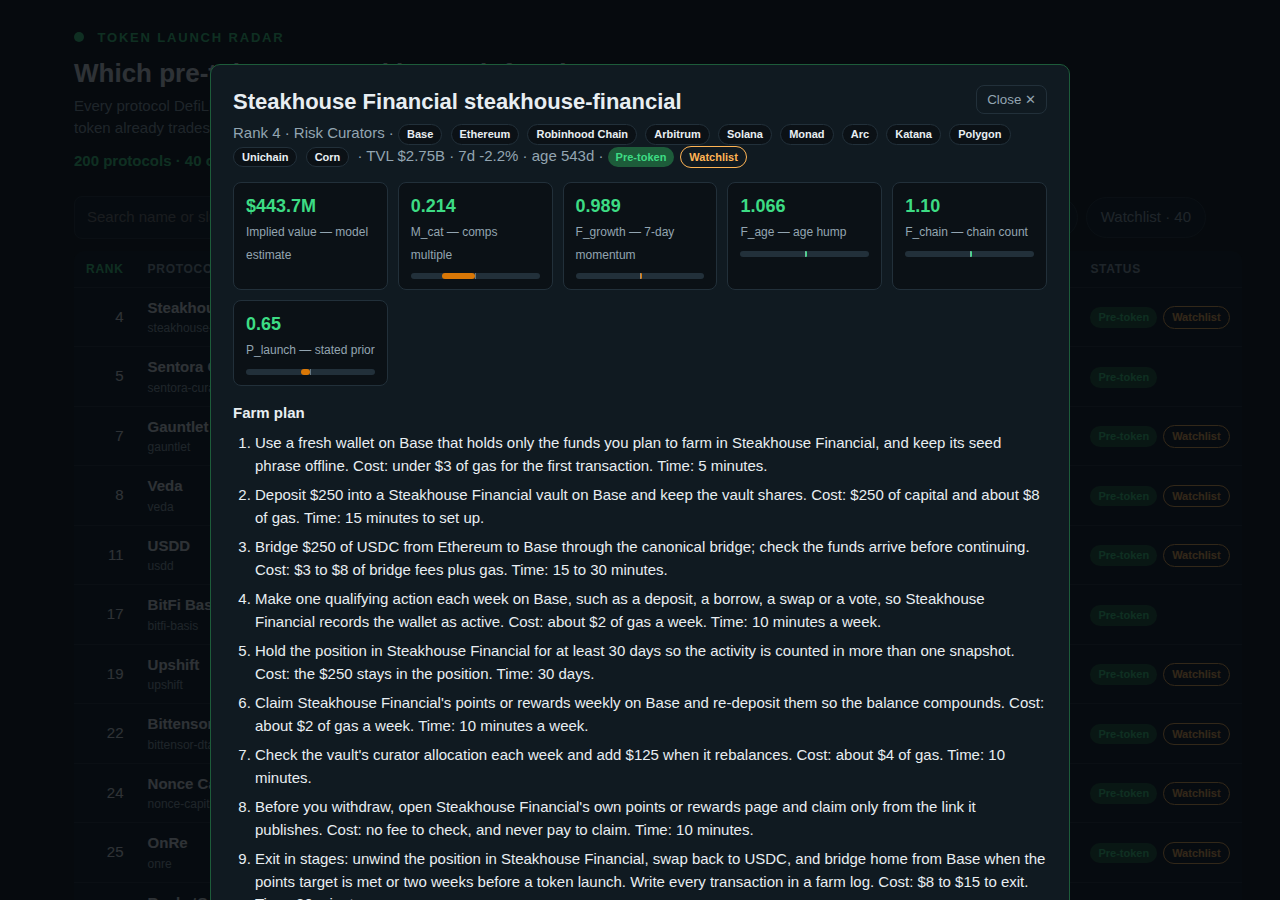 TOKEN LAUNCH RADAR
Which pre-
Every protocol DefiL
token already trades
200 protocols · 40
Search name or sl
Watchlist · 40
RANK PROTOCO STATUS
4 Steakhou Pre-token Watchlist
steakhouse
5 Sentora Pre-token
sentora-cura
7 Gauntlet Pre-token Watchlist
gauntlet
8 Veda Pre-token Watchlist
veda
11 USDD Pre-token Watchlist
usdd
17 BitFi Bas Pre-token
bitfi-basis
19 Upshift Pre-token Watchlist
upshift
22 Bittensor Pre-token Watchlist
bittensor-dta
24 Nonce Ca Pre-token Watchlist
nonce-capit
25 OnRe Pre-token Watchlist
onre
Steakhouse Financial steakhouse-financial
Close ✕
Rank 4 · Risk Curators · Base Ethereum Robinhood Chain Arbitrum Solana Monad Arc Katana Polygon
Unichain Corn · TVL $2.75B · 7d -2.2% · age 543d · Pre-token Watchlist
$443.7M
Implied value — model
estimate
0.214
M_cat — comps
multiple
0.989
F_growth — 7-day
momentum
1.066
F_age — age hump
1.10
F_chain — chain count
0.65
P_launch — stated prior
Farm plan
1. Use a fresh wallet on Base that holds only the funds you plan to farm in Steakhouse Financial, and keep its seed
phrase offline. Cost: under $3 of gas for the first transaction. Time: 5 minutes.
2. Deposit $250 into a Steakhouse Financial vault on Base and keep the vault shares. Cost: $250 of capital and about $8
of gas. Time: 15 minutes to set up.
3. Bridge $250 of USDC from Ethereum to Base through the canonical bridge; check the funds arrive before continuing.
Cost: $3 to $8 of bridge fees plus gas. Time: 15 to 30 minutes.
4. Make one qualifying action each week on Base, such as a deposit, a borrow, a swap or a vote, so Steakhouse
Financial records the wallet as active. Cost: about $2 of gas a week. Time: 10 minutes a week.
5. Hold the position in Steakhouse Financial for at least 30 days so the activity is counted in more than one snapshot.
Cost: the $250 stays in the position. Time: 30 days.
6. Claim Steakhouse Financial's points or rewards weekly on Base and re-deposit them so the balance compounds. Cost:
about $2 of gas a week. Time: 10 minutes a week.
7. Check the vault's curator allocation each week and add $125 when it rebalances. Cost: about $4 of gas. Time: 10
minutes.
8. Before you withdraw, open Steakhouse Financial's own points or rewards page and claim only from the link it
publishes. Cost: no fee to check, and never pay to claim. Time: 10 minutes.
9. Exit in stages: unwind the position in Steakhouse Financial, swap back to USDC, and bridge home from Base when the
points target is met or two weeks before a token launch. Write every transaction in a farm log. Cost: $8 to $15 to exit.